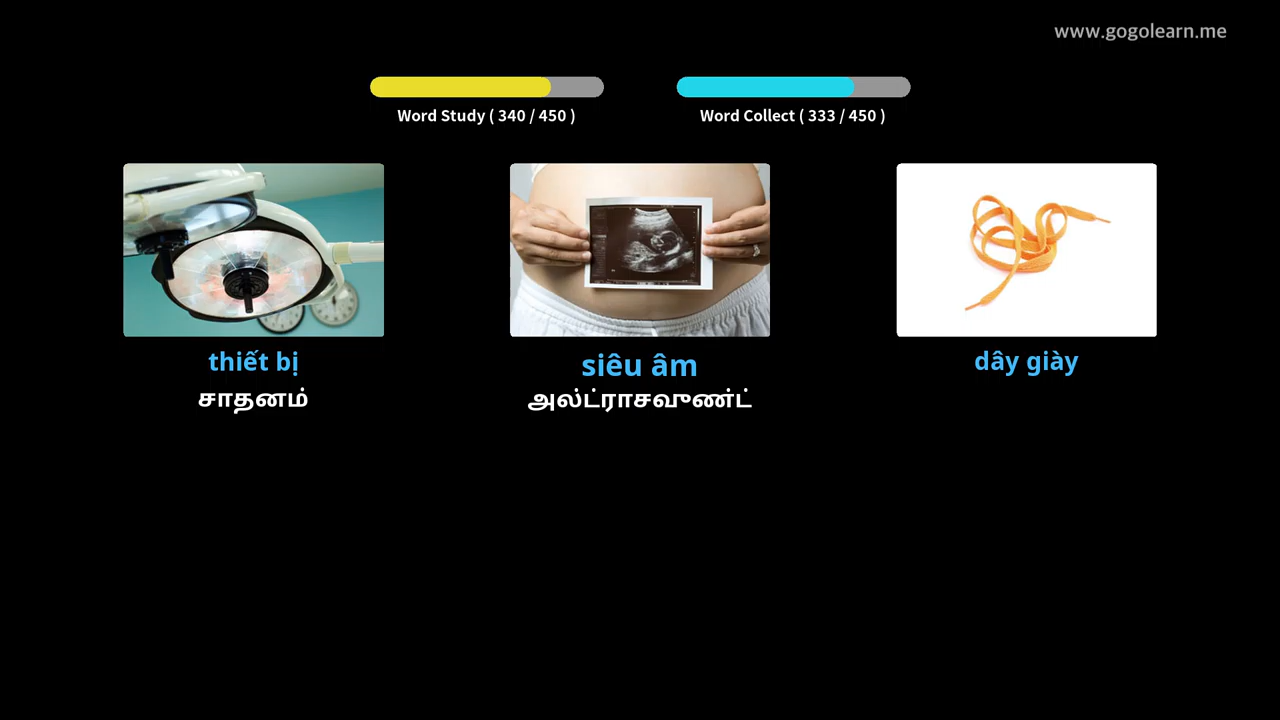 www.gogolearn.me
Word Study ( 340 / 450 )
Word Collect ( 333 / 450 )
thiết bị
சாதனம்
siêu âm
அல்ட்ராசவுண்ட்
dây giày